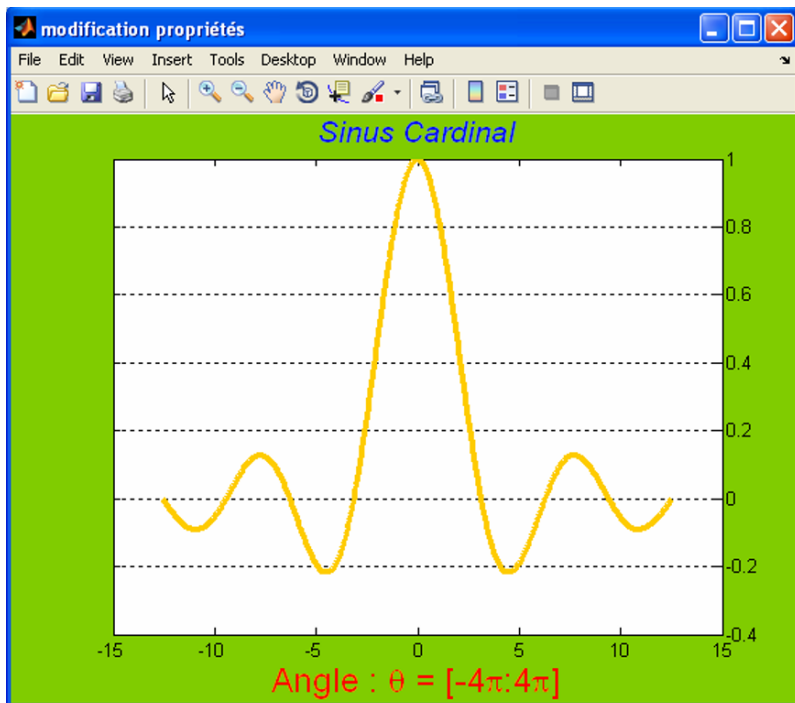 modification propriétés
File Edit View Insert Tools Desktop Window Help
Sinus Cardinal
1
0.8
0.6
0.4
0.2
0
-0.2
-0.4
-15 -10 -5 0 5 10 15
Angle : θ = [-4π:4π]